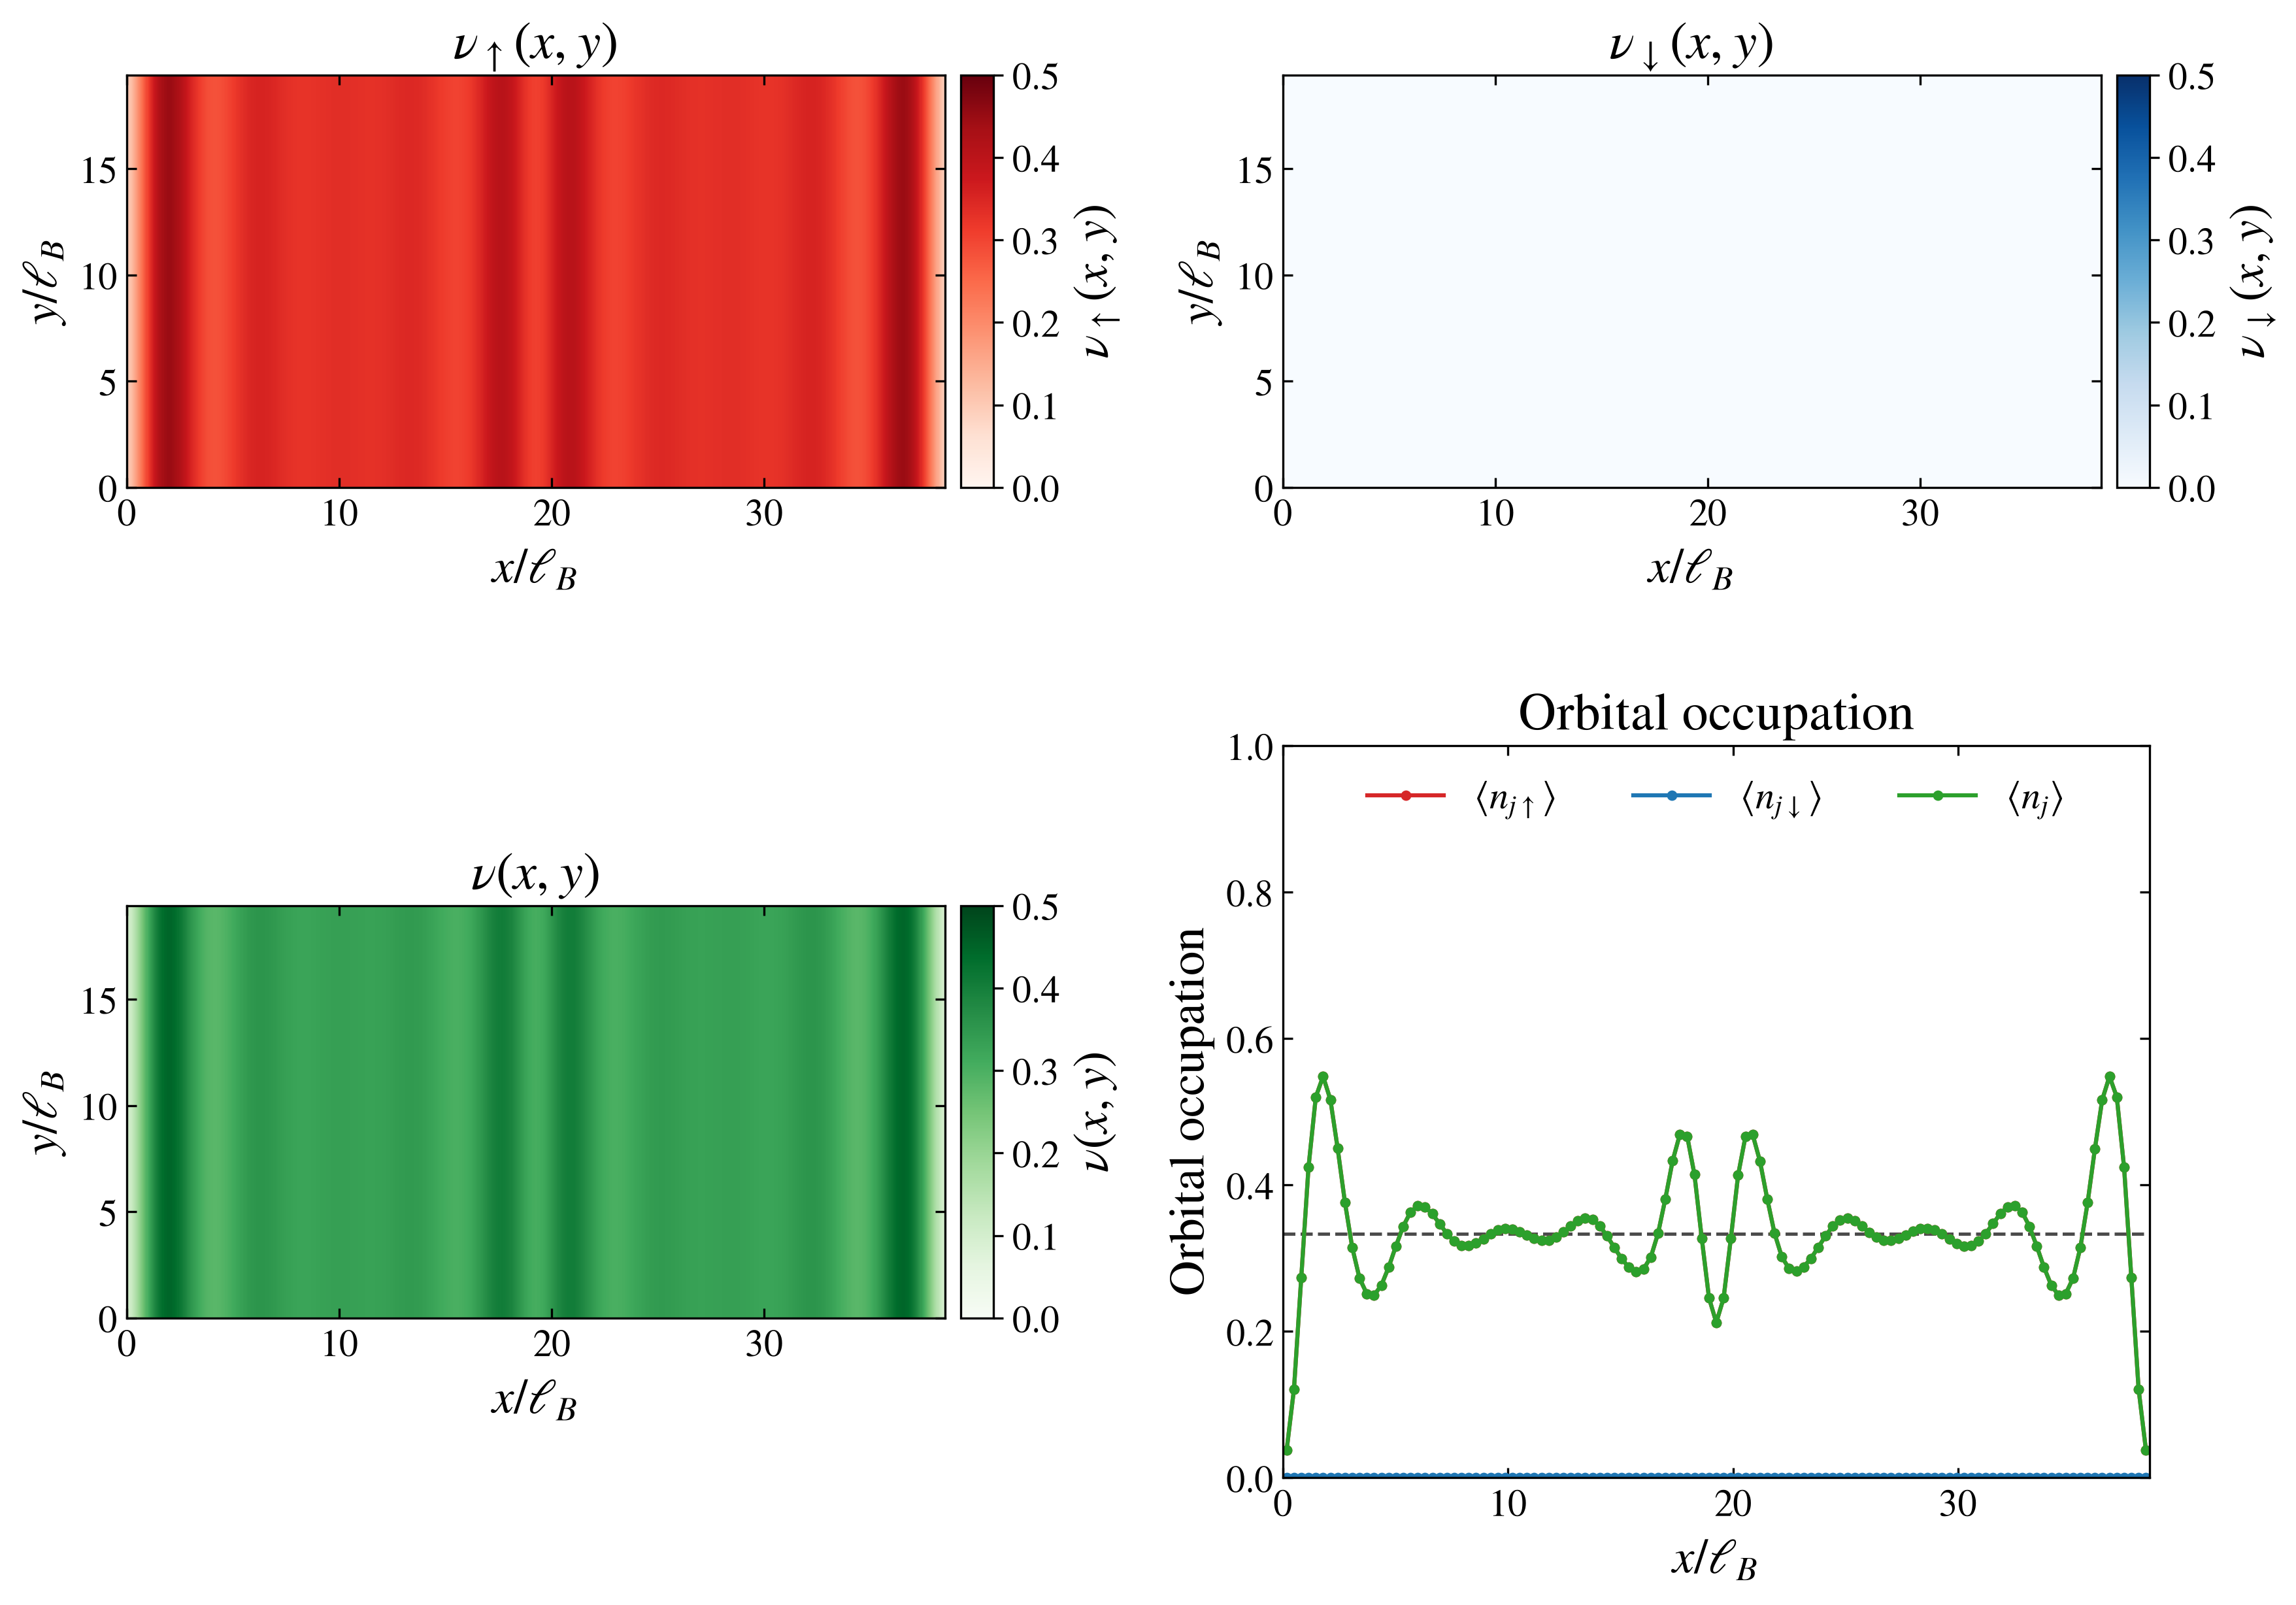 ν↑(x, y)
0.5
0.4
0.3
0.2
0.1
0.0
ν↑(x, y)
15
10
5
0
y/ℓB
0 10 20 30
x/ℓB
ν↓(x, y)
0.5
0.4
0.3
0.2
0.1
0.0
ν↓(x, y)
15
10
5
0
y/ℓB
0 10 20 30
x/ℓB
ν(x, y)
0.5
0.4
0.3
0.2
0.1
0.0
ν(x, y)
15
10
5
0
y/ℓB
0 10 20 30
x/ℓB
Orbital occupation
⟨nj↑⟩ ⟨nj↓⟩ ⟨nj⟩
1.0
0.8
0.6
0.4
0.2
0.0
Orbital occupation
0 10 20 30
x/ℓB